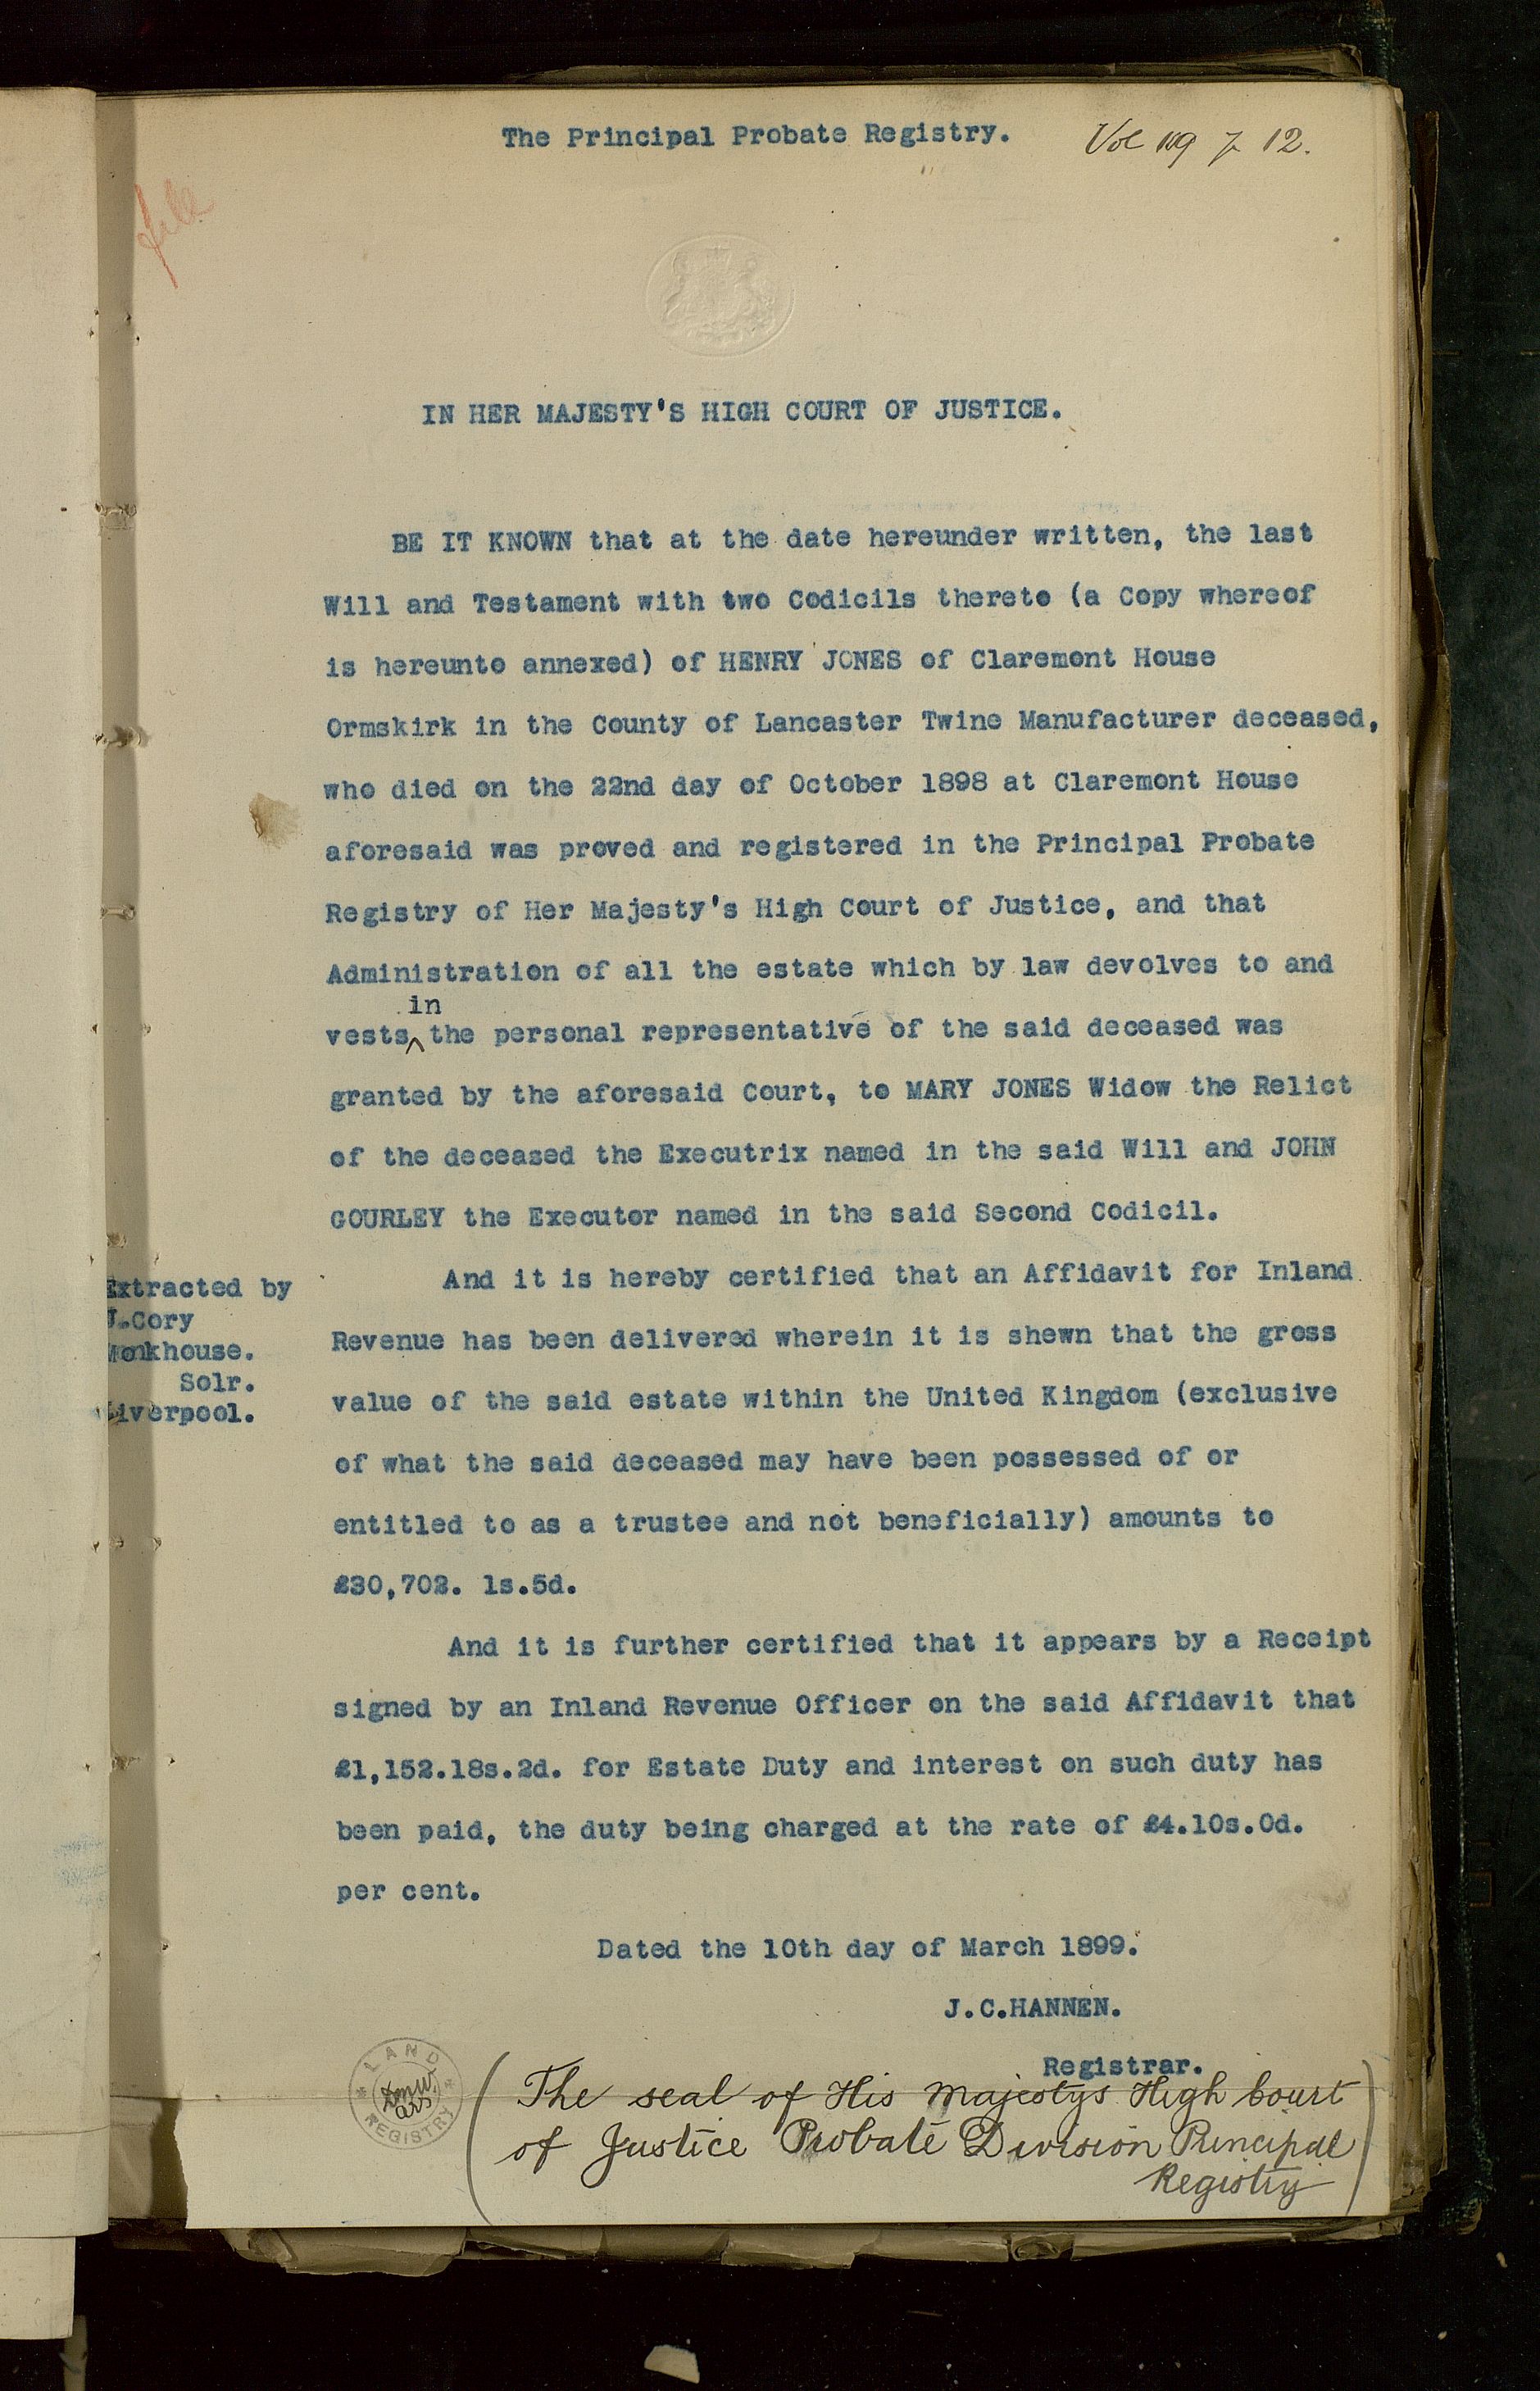 The Principal Probate Registry.
Vol 109 12.
IN HER MAJESTY'S HIGH COURT OF JUSTICE.
BE IT KNOWN that at the date hereunder written, the last
Will and Testament with two Codicils thereto (a Copy whereof
is hereunto annexed) of HENRY JONES of Claremont House
Ormskirk in the County of Lancaster Twine Manufacturer deceased,
who died on the 22nd day of October 1898 at Claremont House
aforesaid was proved and registered in the Principal Probate
Registry of Her Majesty's High Court of Justice, and that
Administration of all the estate which by law devolves to and
in
vests^the personal representative of the said deceased was
granted by the aforesaid Court, to MARY JONES Widow the Relict
of the deceased the Executrix named in the said Will and JOHN
GOURLEY the Executor named in the said Second Codicil.
And it is hereby certified that an Affidavit for Inland
Revenue has been delivered wherein it is shewn that the gross
value of the said estate within the United Kingdom (exclusive
of what the said deceased may have been possessed of or
entitled to as a trustee and not beneficially) amounts to
£30,702. 1s.5d.
And it is further certified that it appears by a Receipt
signed by an Inland Revenue Officer on the said Affidavit that
£1,152.18s.2d. for Estate Duty and interest on such duty has
been paid, the duty being charged at the rate of £4.10s.0d.
per cent.
Extracted by
J.Cory
Monkhouse.
Solr.
Liverpool.
Dated the 10th day of March 1899.
J.C.HANNEN.
Registrar.
(The seal of His Majestys High Court
of Justice Probate Division Principal
Registry)
LAND
REGISTRY